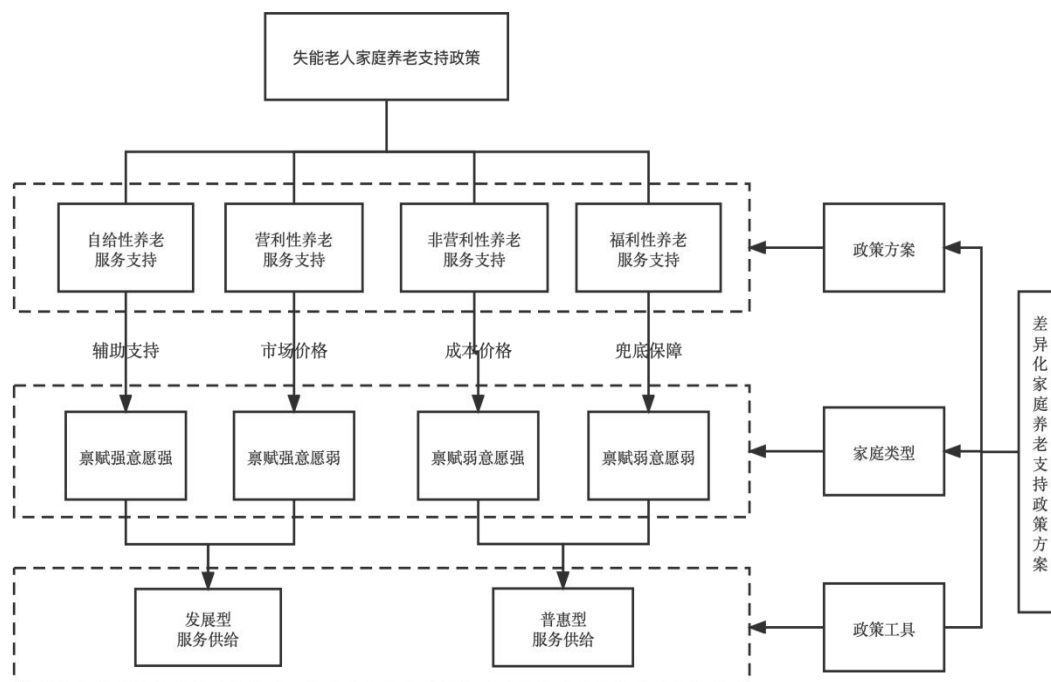 失能老人家庭养老支持政策
自给性养老
服务支持
营利性养老
服务支持
非营利性养老
服务支持
福利性养老
服务支持
政策方案
辅助支持
市场价格
成本价格
兜底保障
禀赋强意愿强
禀赋强意愿弱
禀赋弱意愿强
禀赋弱意愿弱
家庭类型
发展型
服务供给
普惠型
服务供给
政策工具
差异化家庭养老支持政策方案